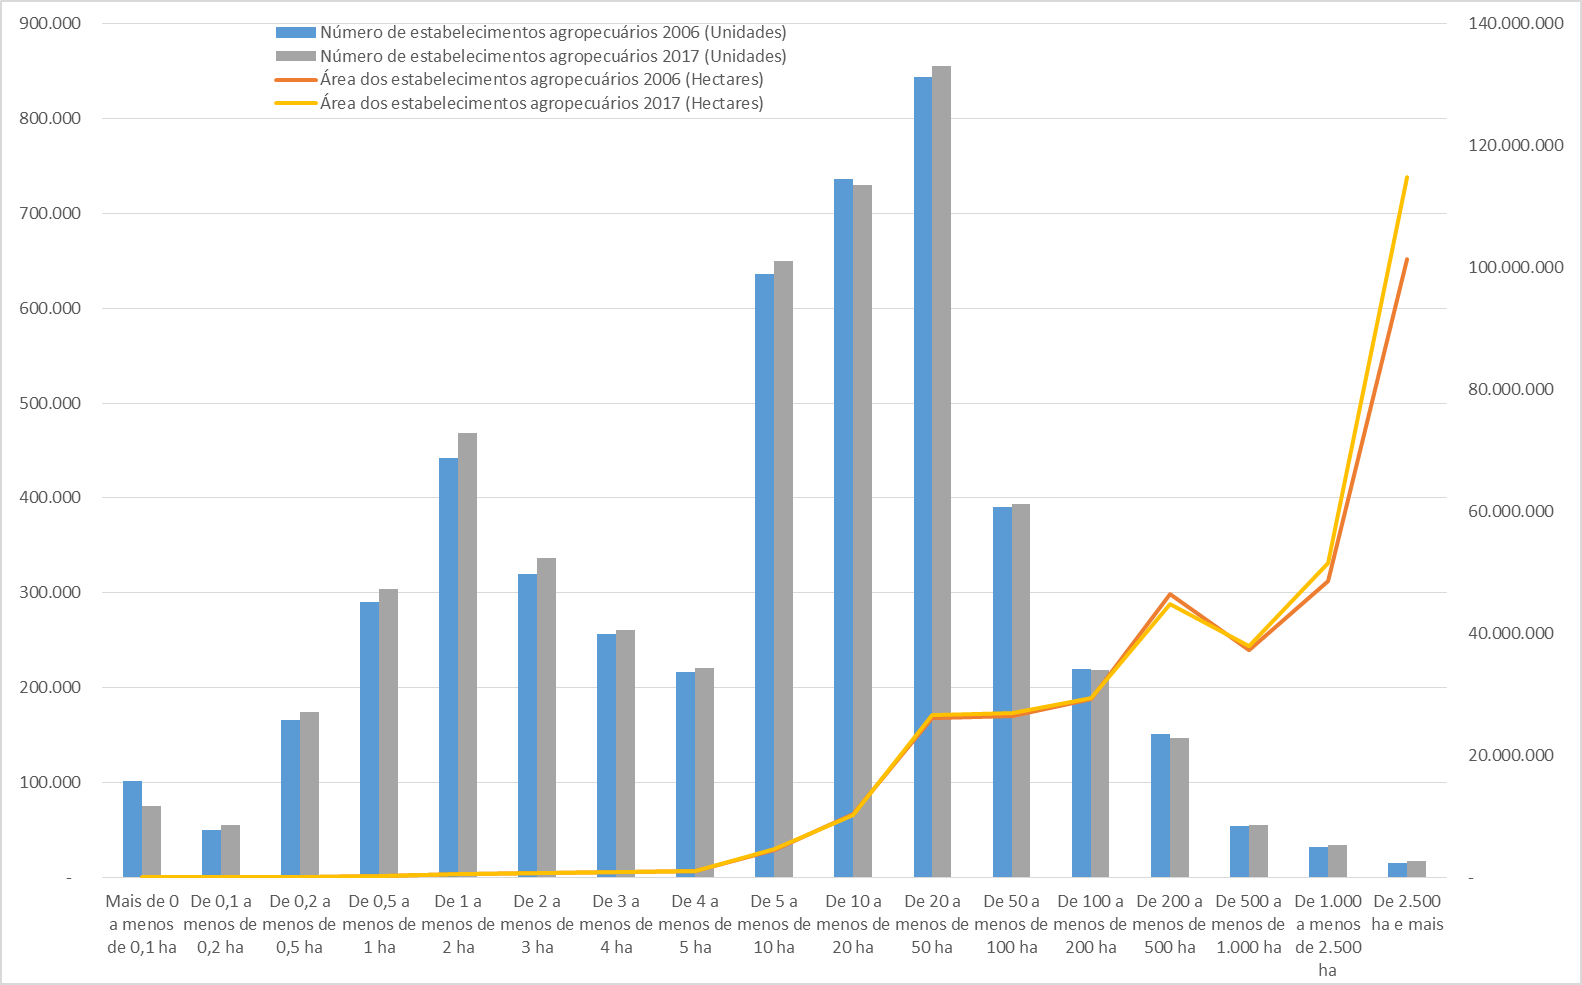 Número de estabelecimentos agropecuários 2006 (Unidades)
Número de estabelecimentos agropecuários 2017 (Unidades)
Área dos estabelecimentos agropecuários 2006 (Hectares)
Área dos estabelecimentos agropecuários 2017 (Hectares)
900.000
800.000
700.000
600.000
500.000
400.000
300.000
200.000
100.000
-
140.000.000
120.000.000
100.000.000
80.000.000
60.000.000
40.000.000
20.000.000
-
Mais de 0
a menos
de 0,1 ha
De 0,1 a
menos de
0,2 ha
De 0,2 a
menos de
0,5 ha
De 0,5 a
menos de
1 ha
De 1 a
menos de
2 ha
De 2 a
menos de
3 ha
De 3 a
menos de
4 ha
De 4 a
menos de
5 ha
De 5 a
menos de
10 ha
De 10 a
menos de
20 ha
De 20 a
menos de
50 ha
De 50 a
menos de
100 ha
De 100 a
menos de
200 ha
De 200 a
menos de
500 ha
De 500 a
menos de
1.000 ha
De 1.000
a menos
de 2.500
ha
De 2.500
ha e mais